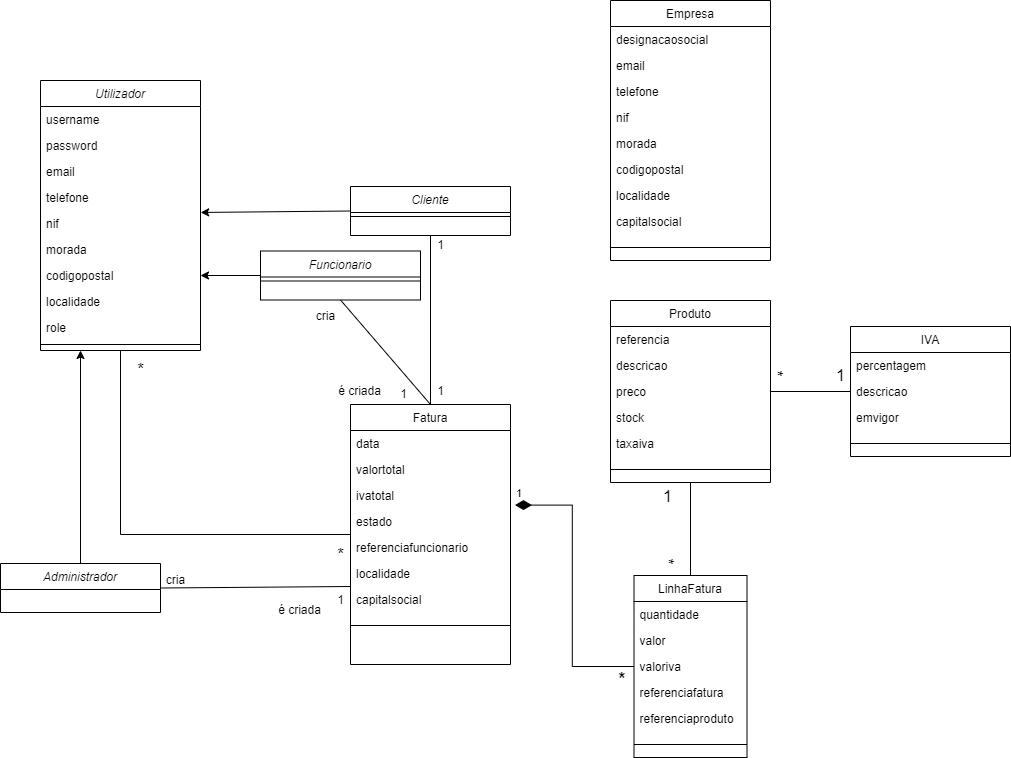 Empresa
designacaosocial
email
telefone
nif
morada
codigopostal
localidade
capitalsocial
Utilizador
username
password
email
telefone
nif
morada
codigopostal
localidade
role
*
Cliente
1
Funcionario
cria
é criada
1
1
Fatura
data
valortotal
ivatotal
estado
referenciafuncionario
localidade
capitalsocial
*
1
Administrador
cria
é criada
1
*
Produto
referencia
descricao
preco
stock
taxaiva
*
1
IVA
percentagem
descricao
emvigor
1
*
LinhaFatura
quantidade
valor
valoriva
referenciafatura
referenciaproduto